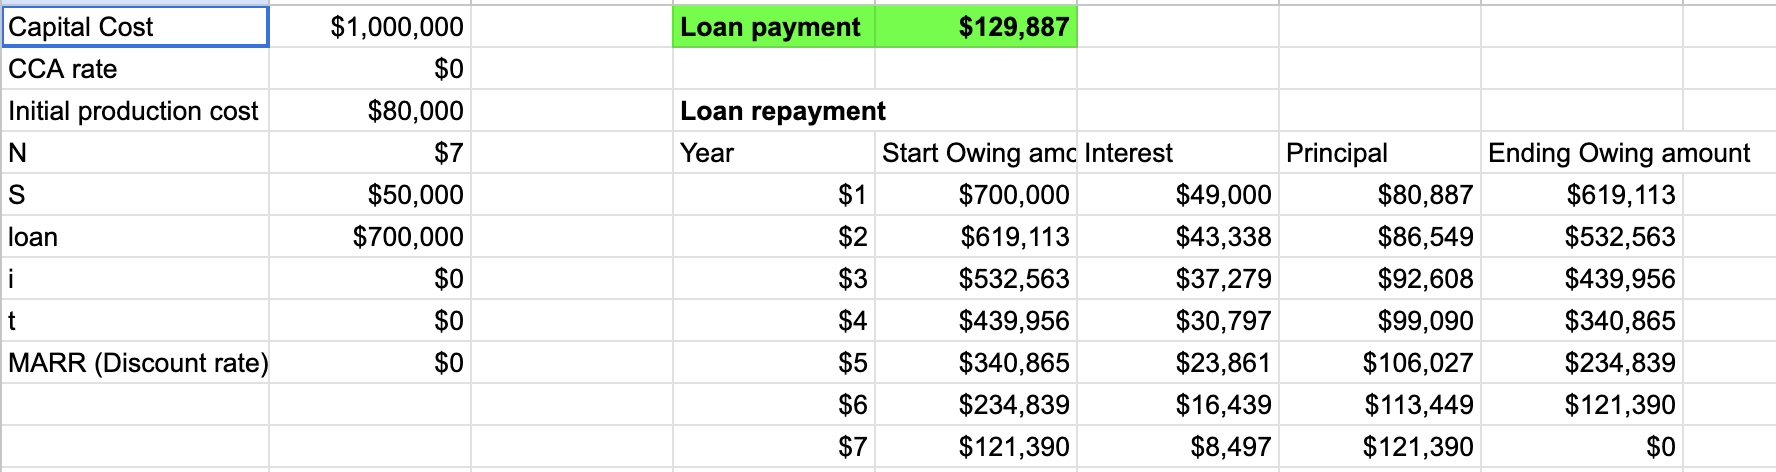 Capital Cost $1,000,000 Loan payment $129,887
CCA rate $0
Initial production cost $80,000 Loan repayment
N $7 Year Start Owing amo Interest Principal Ending Owing amount
S $50,000 $1 $700,000 $49,000 $80,887 $619,113
loan $700,000 $2 $619,113 $43,338 $86,549 $532,563
i $0 $3 $532,563 $37,279 $92,608 $439,956
t $0 $4 $439,956 $30,797 $99,090 $340,865
MARR (Discount rate) $0 $5 $340,865 $23,861 $106,027 $234,839
$6 $234,839 $16,439 $113,449 $121,390
$7 $121,390 $8,497 $121,390 $0